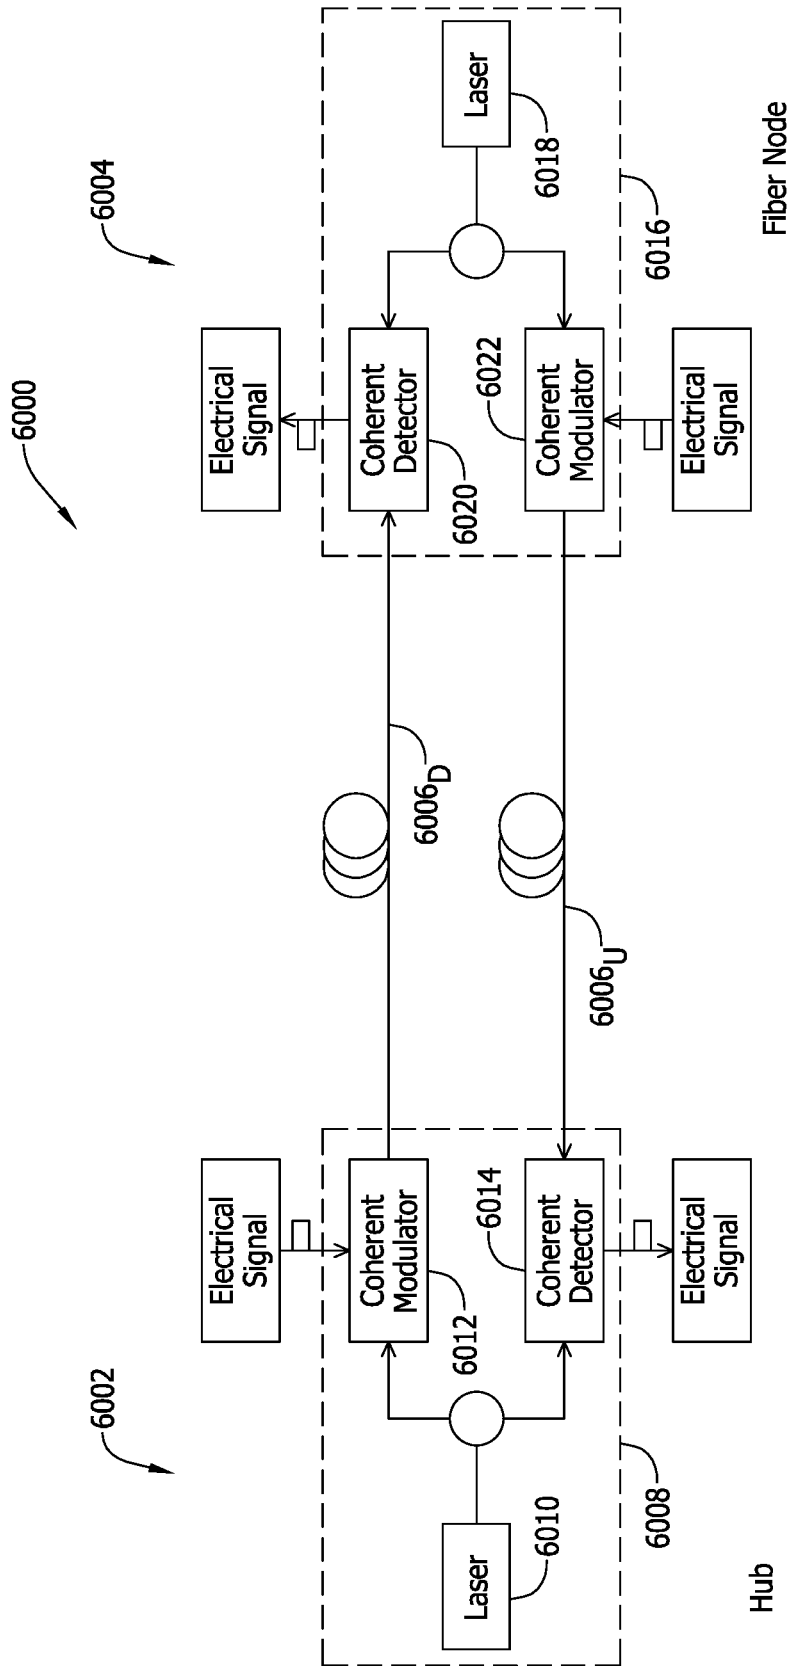 6000
6002
6004
Electrical
Signal
Electrical
Signal
Coherent
Modulator
Coherent
Detector
6012
6006D
6020
Laser
Laser
6010
6014
6022
6018
Coherent
Detector
Coherent
Modulator
6006U
6008
6016
Electrical
Signal
Electrical
Signal
Hub
Fiber Node